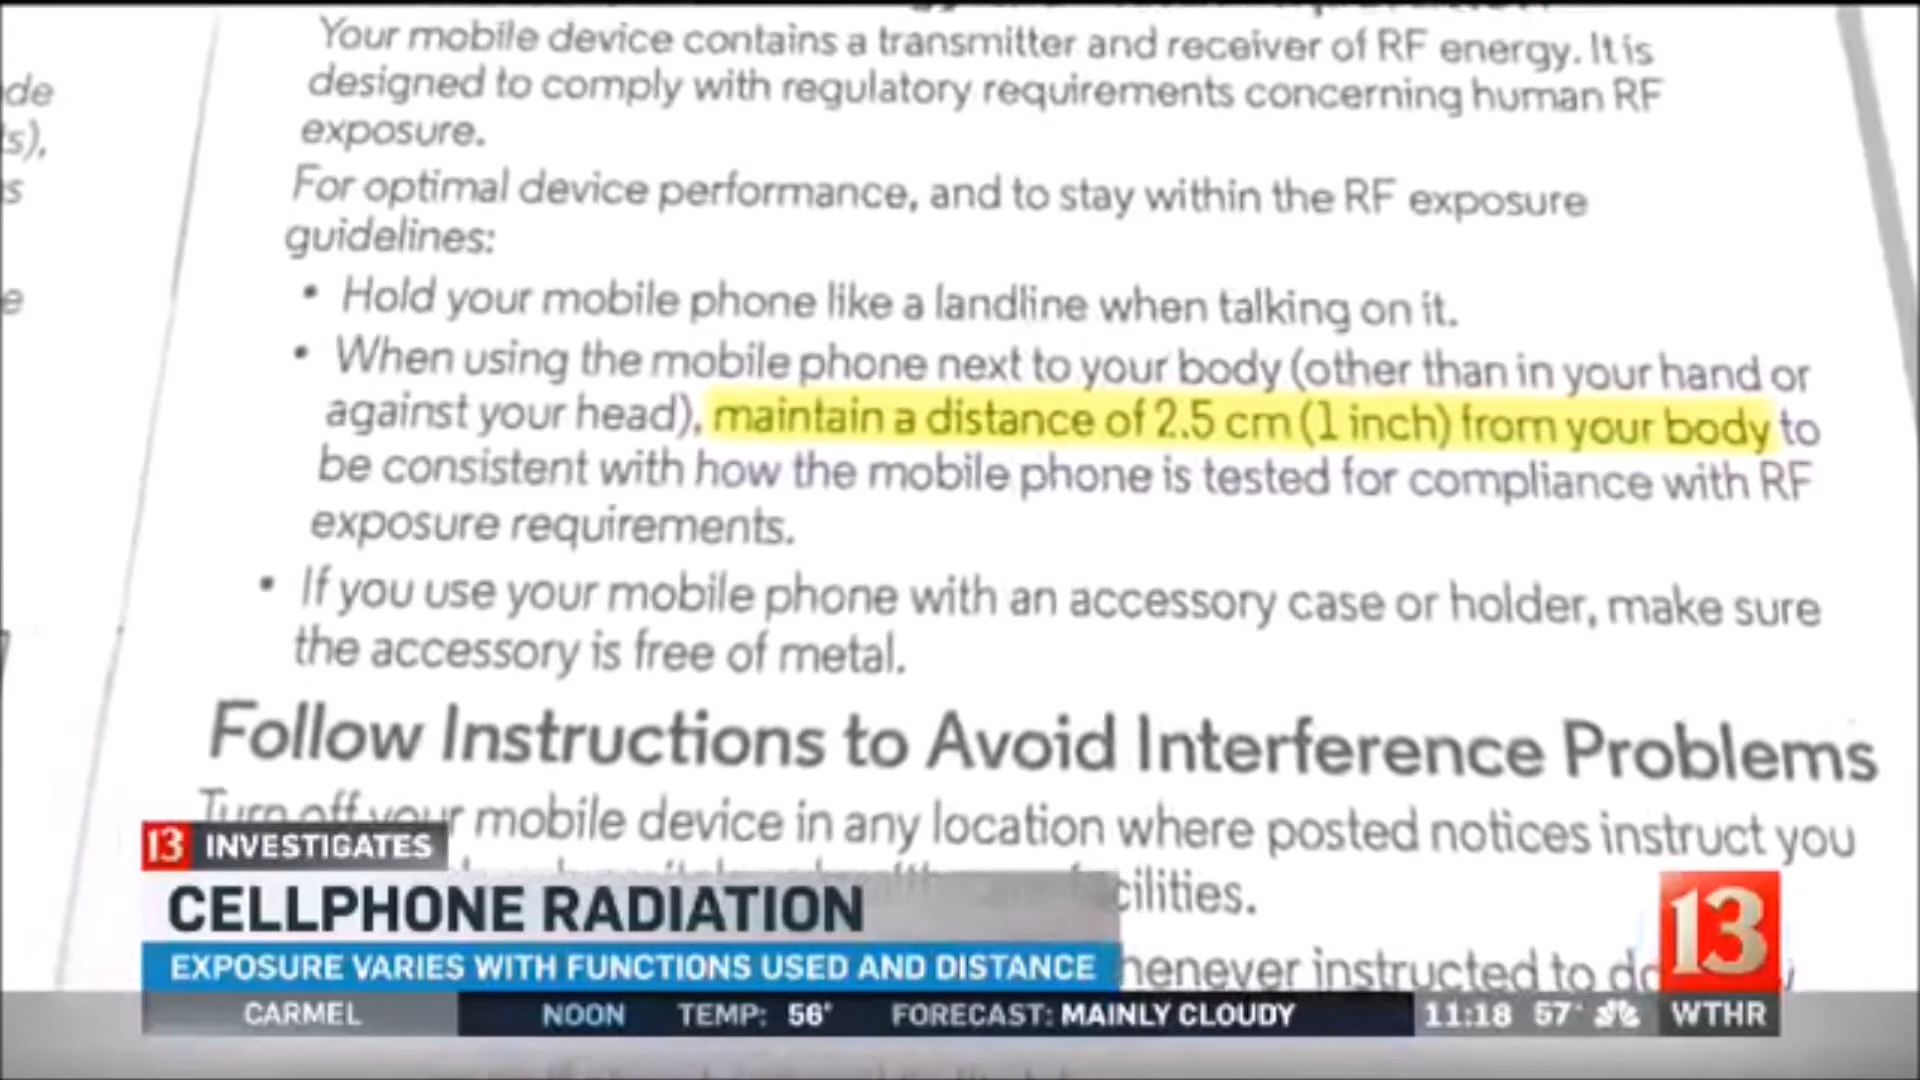 Your mobile device contains a transmitter and receiver of RF energy. It is
designed to comply with regulatory requirements concerning human RF
exposure.
For optimal device performance, and to stay within the RF exposure
guidelines:
• Hold your mobile phone like a landline when talking on it.
• When using the mobile phone next to your body (other than in your hand or
against your head), maintain a distance of 2.5 cm (1 inch) from your body to
be consistent with how the mobile phone is tested for compliance with RF
exposure requirements.
• If you use your mobile phone with an accessory case or holder, make sure
the accessory is free of metal.
Follow Instructions to Avoid Interference Problems
Turn off your mobile device in any location where posted notices instruct you
facilities.
whenever instructed to do
de
s),
s
e
13 INVESTIGATES
CELLPHONE RADIATION
EXPOSURE VARIES WITH FUNCTIONS USED AND DISTANCE
CARMEL NOON TEMP: 56° FORECAST: MAINLY CLOUDY 11:18 57°
13
WTHR